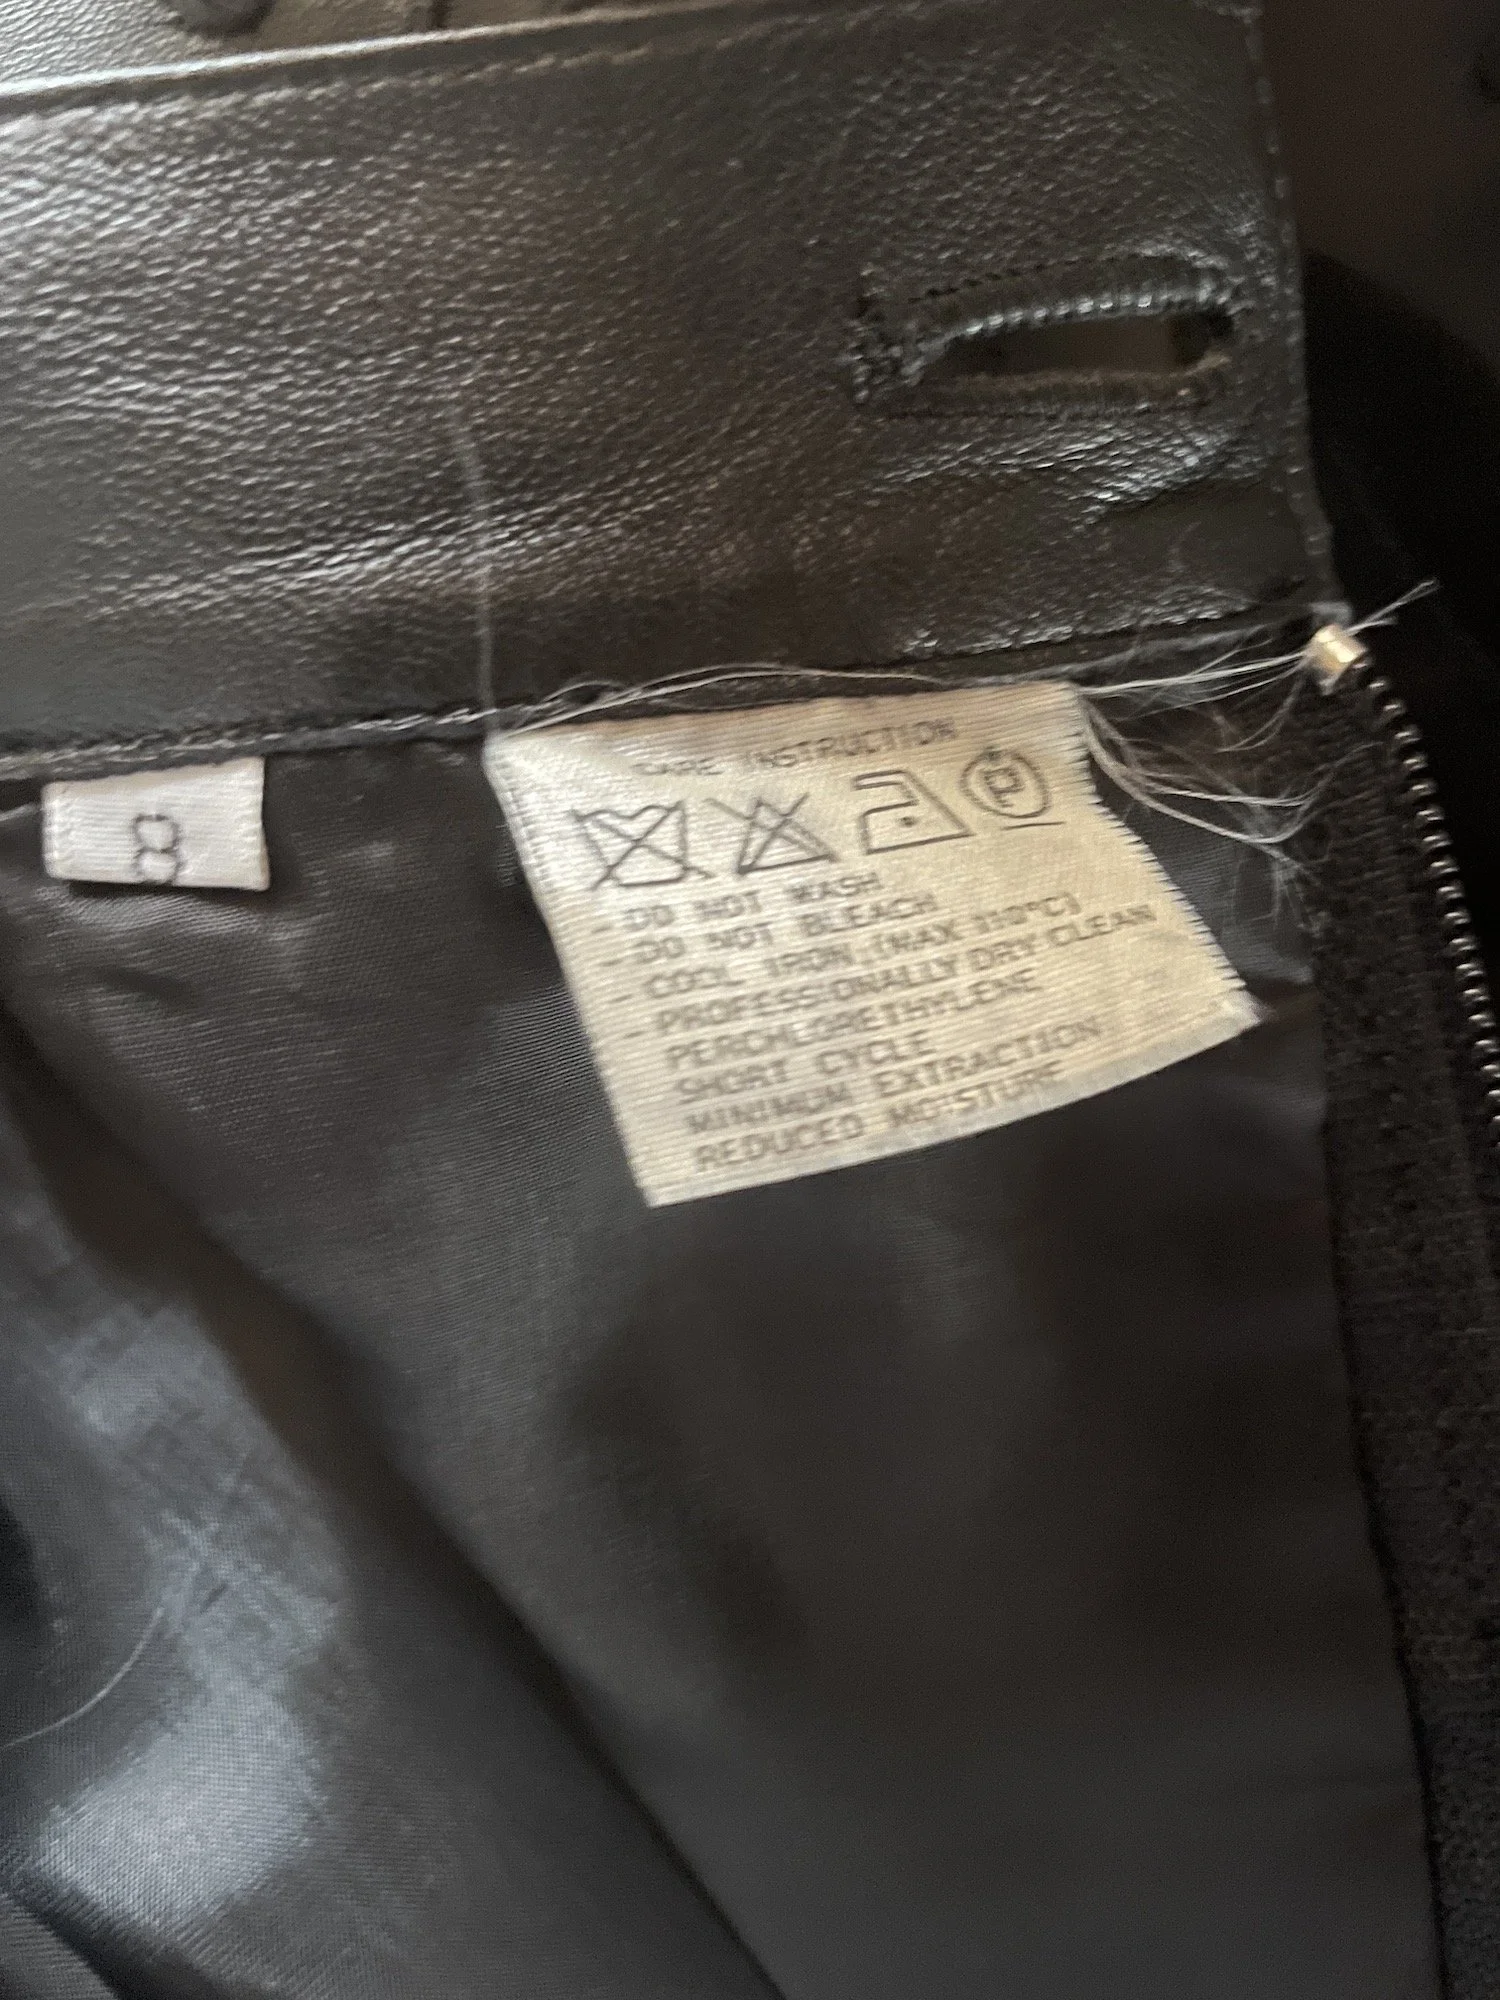 8
CARE INSTRUCTION
P
- DO NOT WASH
- DO NOT BLEACH
- COOL IRON (MAX 110°C)
- PROFESSIONALLY DRY CLEAN
PERCHLORETHYLENE
SHORT CYCLE
MINIMUM EXTRACTION
REDUCED MOISTURE